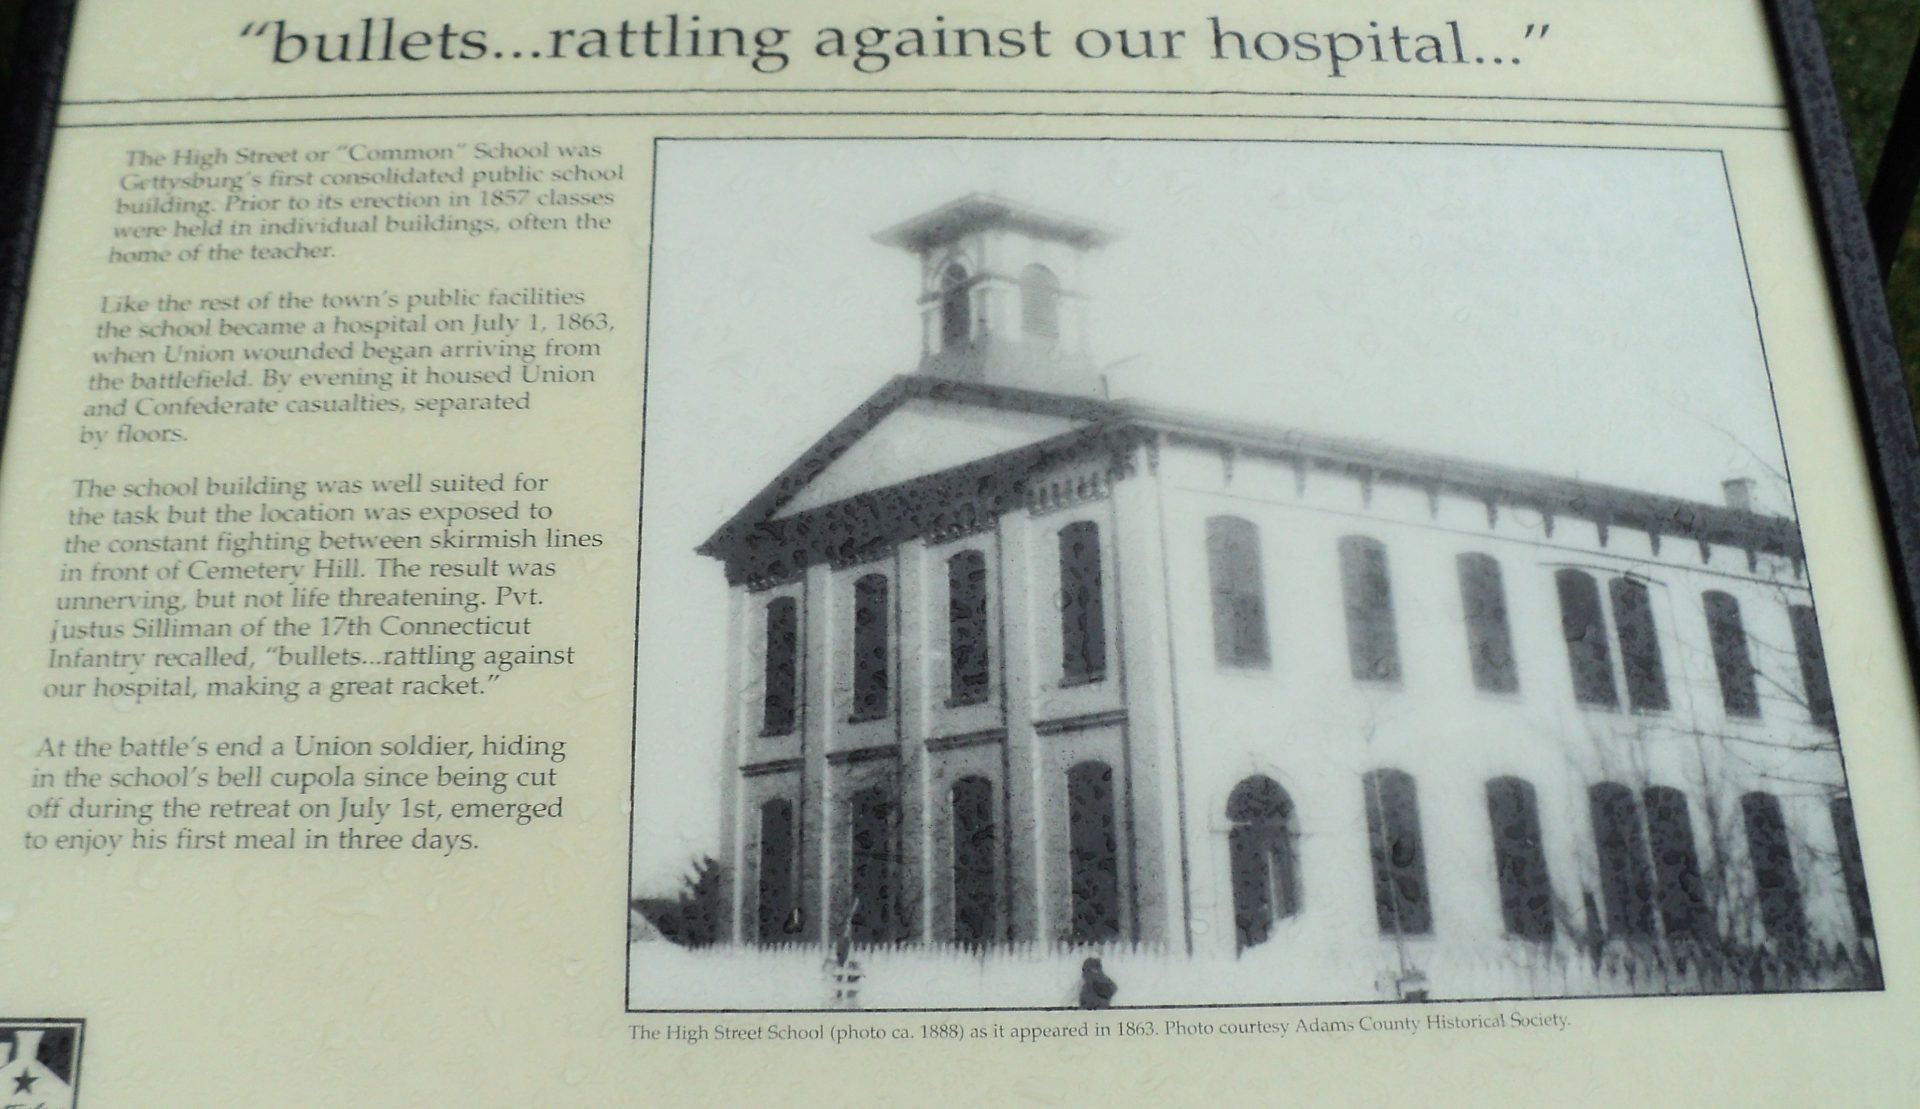 “bullets...rattling against our hospital...”
The High Street or “Common” School was
Gettysburg's first consolidated public school
building. Prior to its erection in 1857 classes
were held in individual buildings, often the
home of the teacher.
Like the rest of the town's public facilities
the school became a hospital on July 1, 1863,
when Union wounded began arriving from
the battlefield. By evening it housed Union
and Confederate casualties, separated
by floors.
The school building was well suited for
the task but the location was exposed to
the constant fighting between skirmish lines
in front of Cemetery Hill. The result was
unnerving, but not life threatening. Pvt.
Justus Silliman of the 17th Connecticut
Infantry recalled, “bullets...rattling against
our hospital, making a great racket.”
At the battle's end a Union soldier, hiding
in the school's bell cupola since being cut
off during the retreat on July 1st, emerged
to enjoy his first meal in three days.
The High Street School (photo ca. 1888) as it appeared in 1863. Photo courtesy Adams County Historical Society.